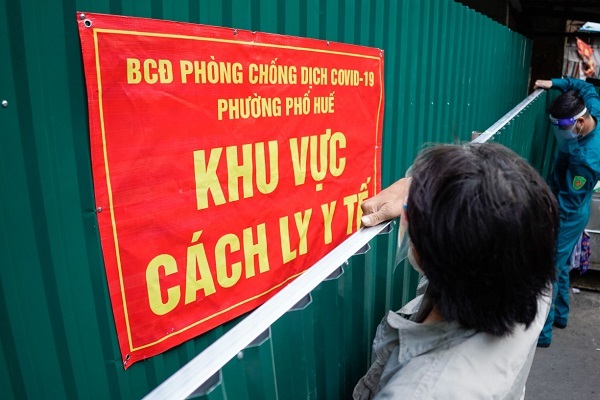 BCĐ PHÒNG CHỐNG DỊCH COVID-19
PHƯỜNG PHỐ HUẾ
KHU VỰC
CÁCH LY Y TẾ